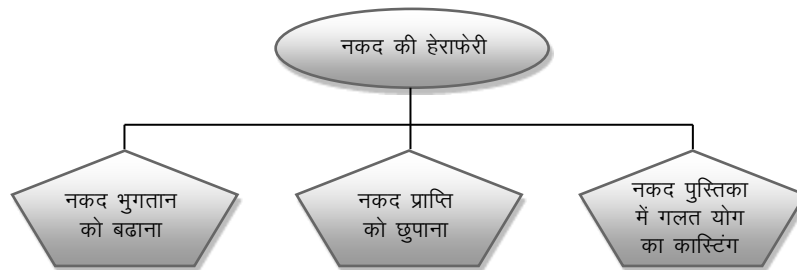 नकद की हेराफेरी
नकद भुगतान
को बढाना
नकद प्राप्ति
को छुपाना
नकद पुस्तिका
में गलत योग
का कास्टिंग